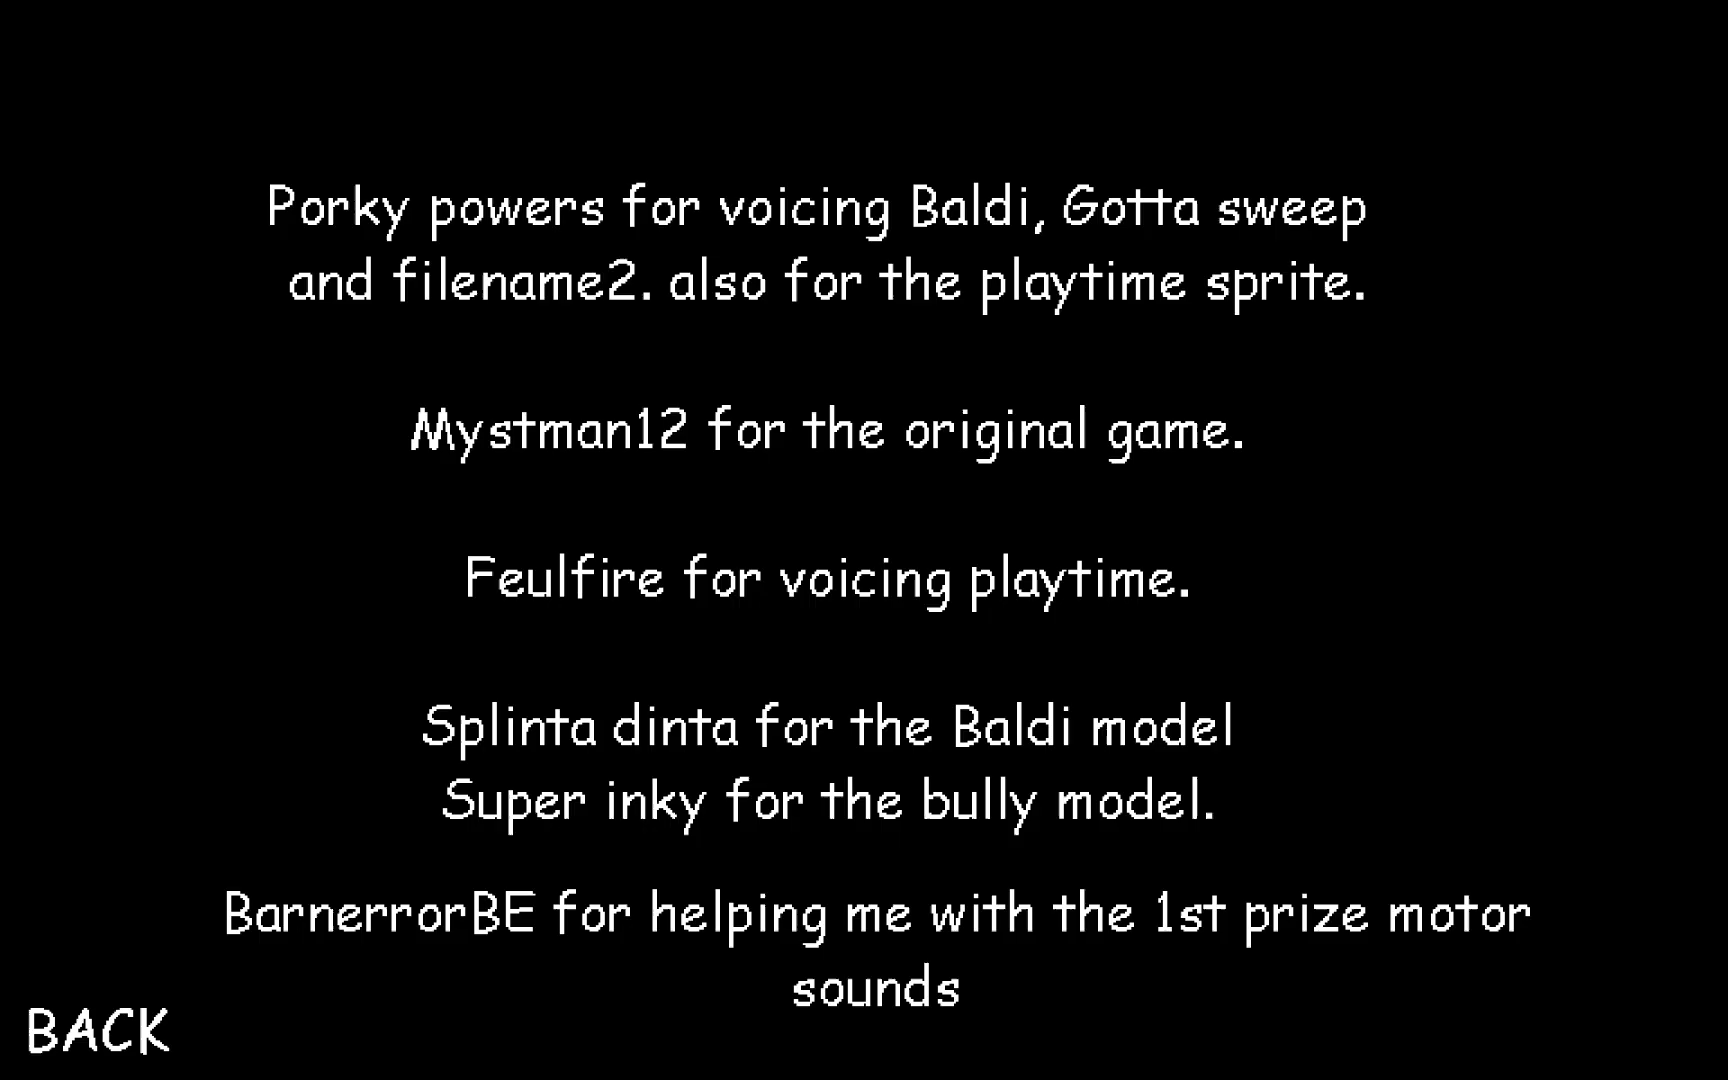 Porky powers for voicing Baldi, Gotta sweep
and filename2. also for the playtime sprite.
Mystman12 for the original game.
Feulfire for voicing playtime.
Splinta dinta for the Baldi model
Super inky for the bully model.
BarnerrorBE for helping me with the 1st prize motor
sounds
BACK